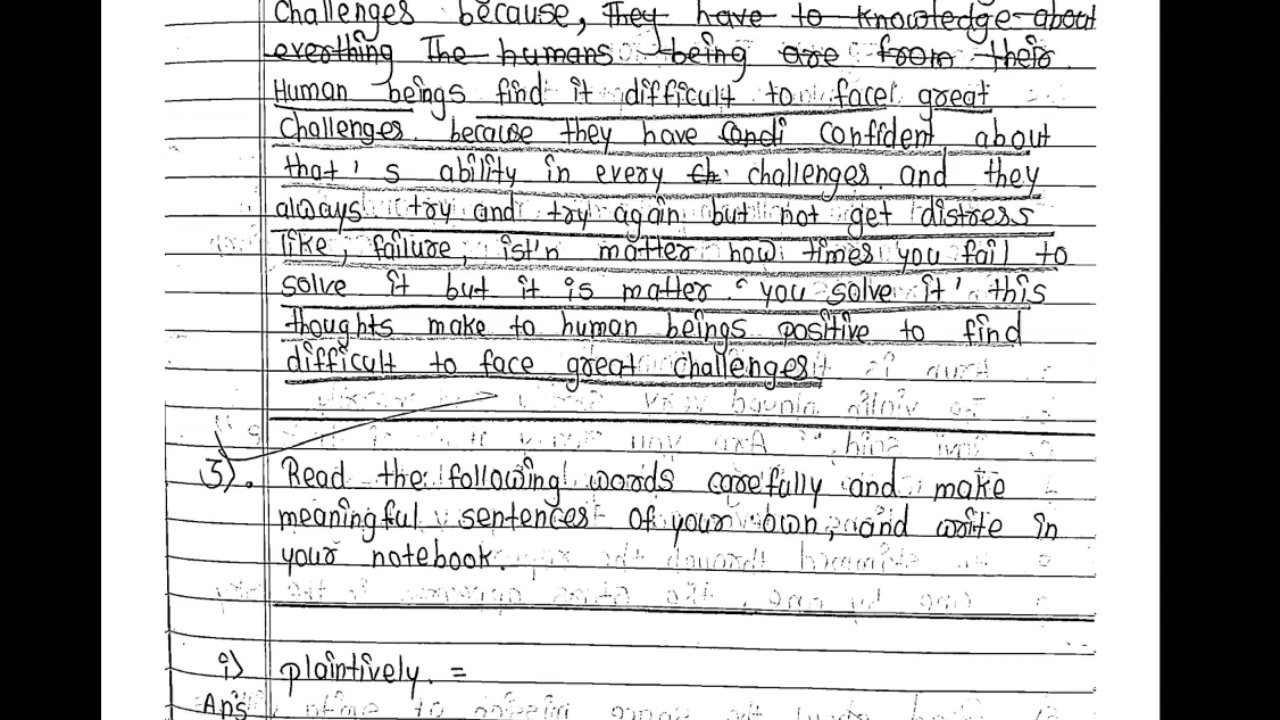 Challenges because, They have to knowledge about
everthing The humans being are from their
Human beings find it difficult to face great
Challenges because they have condi confident about
that's ability in every ch challenges and they
always try and try again but not get distress
like, failure, ist'n matter how times you fail to
solve it but it is matter "you solve it' this
thoughts make to human beings positive to find
difficult to face great challenges
5). Read the following words carefully and make
meaningful sentences of your own, and write in
your notebook.
i) plaintively. =
Ans